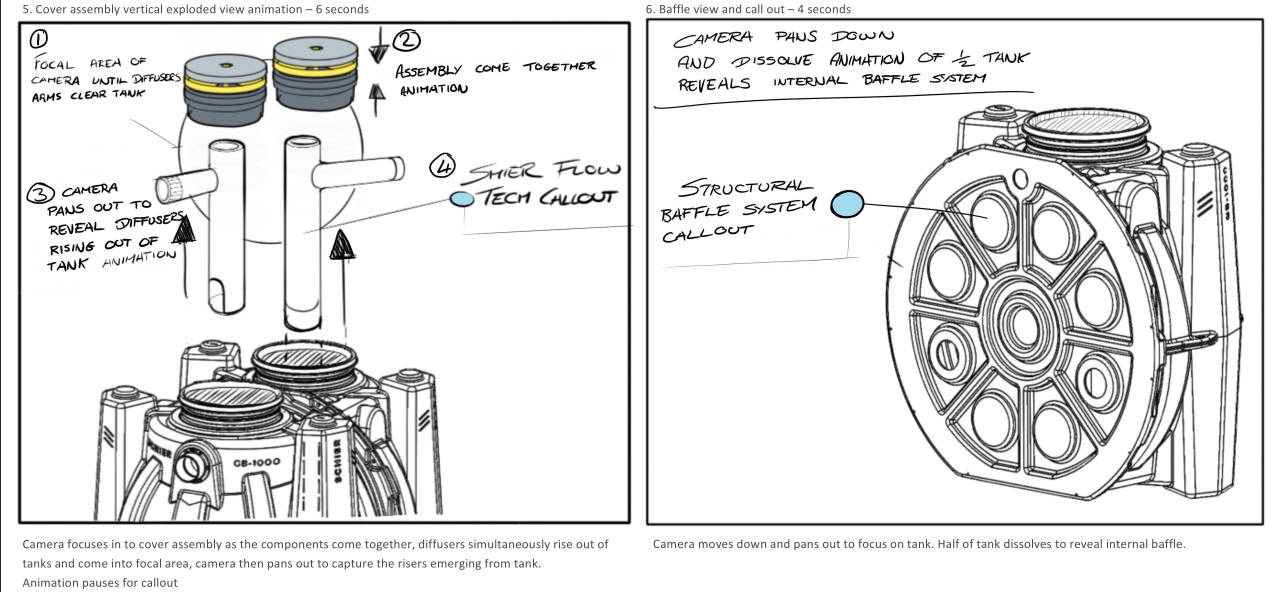 5. Cover assembly vertical exploded view animation – 6 seconds
1
FOCAL AREA OF
CAMERA UNTIL DIFFUSERS
ARMS CLEAR TANK
2
ASSEMBLY COME TOGETHER
ANIMATION
3 CAMERA
PANS OUT TO
REVEAL DIFFUSERS
RISING OUT OF
TANK ANIMATION
4 SHIER FLOW
TECH CALLOUT
SCHIER
GB-1000
SCHIER
Camera focuses in to cover assembly as the components come together, diffusers simultaneously rise out of
tanks and come into focal area, camera then pans out to capture the risers emerging from tank.
Animation pauses for callout
6. Baffle view and call out – 4 seconds
CAMERA PANS DOWN
AND DISSOLVE ANIMATION OF ½ TANK
REVEALS INTERNAL BAFFLE SYSTEM
STRUCTURAL
BAFFLE SYSTEM
CALLOUT
Camera moves down and pans out to focus on tank. Half of tank dissolves to reveal internal baffle.